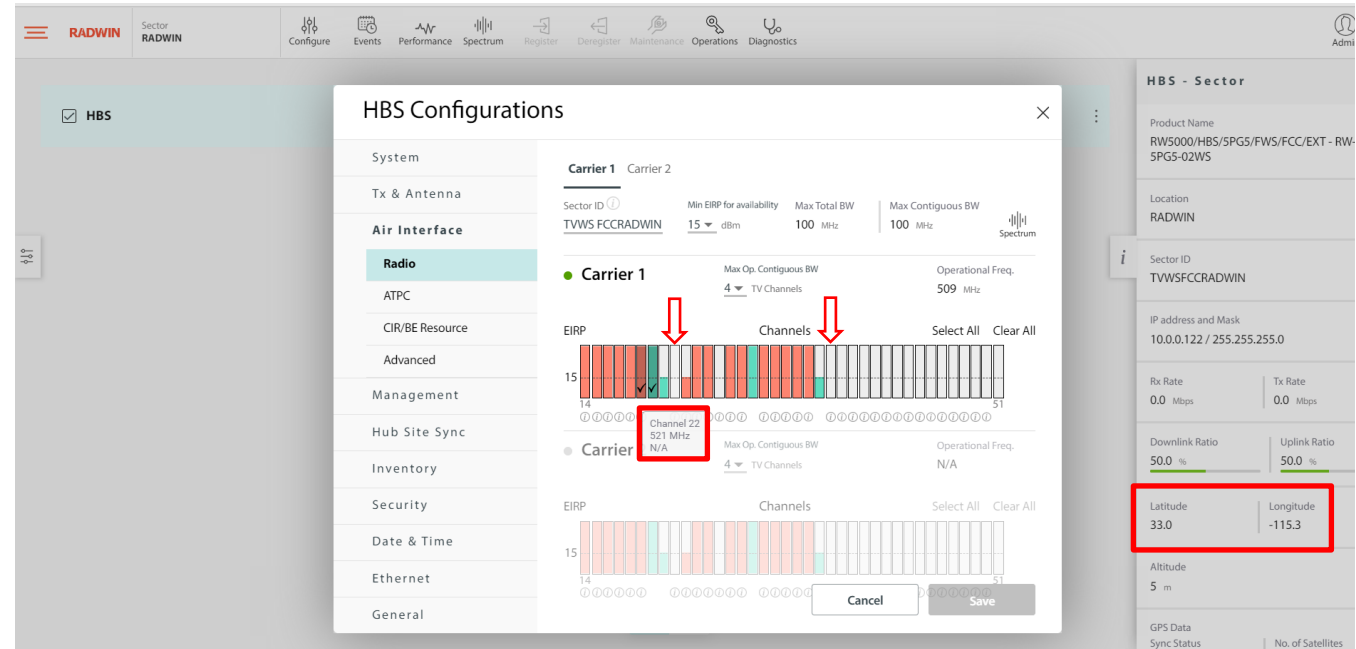 RADWIN
Sector
RADWIN
Configure
Events
Performance
Spectrum
Register
Deregister
Maintenance
Operations
Diagnostics
HBS
HBS Configurations
System
Tx & Antenna
Air Interface
Radio
ATPC
CIR/BE Resource
Advanced
Management
Hub Site Sync
Inventory
Security
Date & Time
Ethernet
General
Carrier 1 Carrier 2
Sector ID
TVWS FCCRADWIN
Min EIRP for availability
15 dBm
Max Total BW
100 MHz
Max Contiguous BW
100 MHz
Spectrum
Carrier 1
Max Op. Contiguous BW
4 TV Channels
Operational Freq.
509 MHz
EIRP Channels Select All Clear All
15
14 51
Channel 22
521 MHz
N/A
Carrier
Max Op. Contiguous BW
4 TV Channels
Operational Freq.
N/A
EIRP Channels Select All Clear All
15
14 51
Cancel Save
i
HBS - Sector
Product Name
RW5000/HBS/5PG5/FWS/FCC/EXT - RW-
5PG5-02WS
Location
RADWIN
Sector ID
TVWSFCCRADWIN
IP address and Mask
10.0.0.122 / 255.255.255.0
Rx Rate Tx Rate
0.0 Mbps 0.0 Mbps
Downlink Ratio Uplink Ratio
50.0 % 50.0 %
Latitude Longitude
33.0 -115.3
Altitude
5 m
GPS Data
Sync Status No. of Satellites